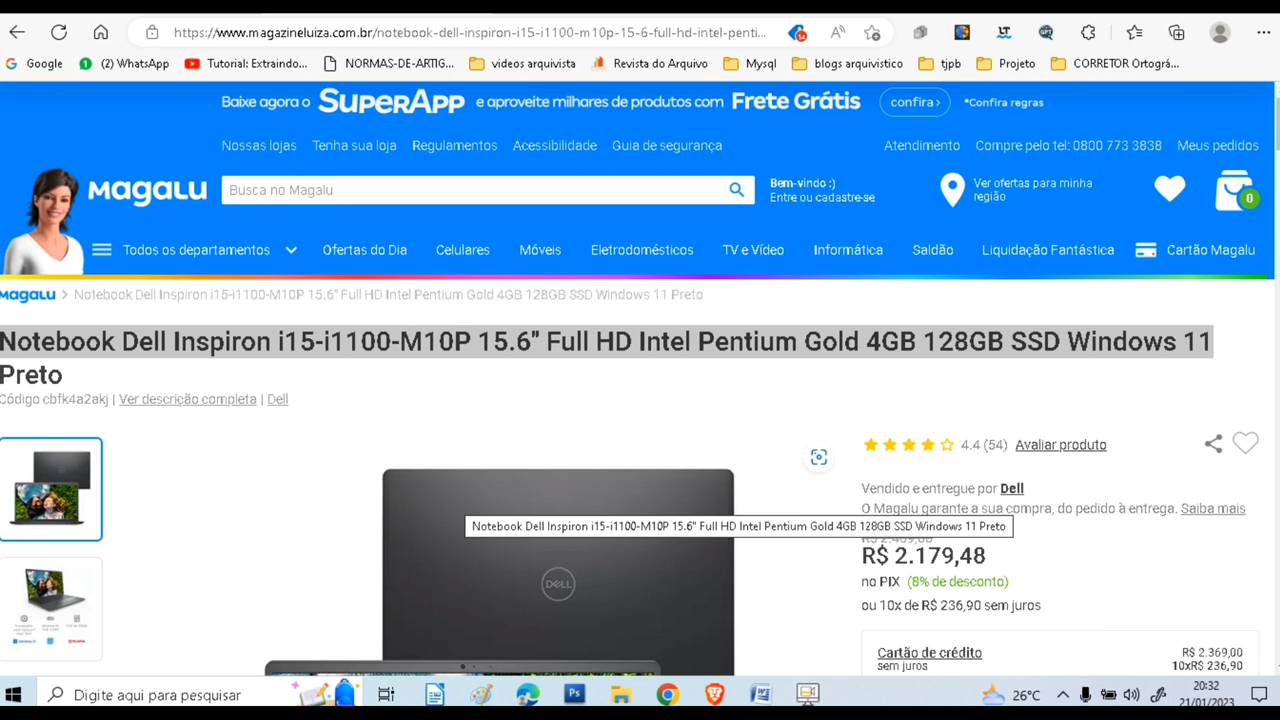 https://www.magazineluiza.com.br/notebook-dell-inspiron-i15-i1100-m10p-15-6-full-hd-intel-penti...
14
Google
(2) WhatsApp
Tutorial: Extraindo...
NORMAS-DE-ARTIG...
videos arquivista
Revista do Arquivo
Mysql
blogs arquivistico
tjpb
Projeto
CORRETOR Ortográ...
Baixe agora o SuperApp e aproveite milhares de produtos com Frete Grátis
confira >
*Confira regras
Nossas lojas
Tenha sua loja
Regulamentos
Acessibilidade
Guia de segurança
Atendimento
Compre pelo tel: 0800 773 3838
Meus pedidos
Magalu
Busca no Magalu
Bem-vindo :)
Entre ou cadastre-se
Ver ofertas para minha
região
0
Todos os departamentos
Ofertas do Dia
Celulares
Móveis
Eletrodomésticos
TV e Vídeo
Informática
Saldão
Liquidação Fantástica
Cartão Magalu
Magalu > Notebook Dell Inspiron i15-i1100-M10P 15.6" Full HD Intel Pentium Gold 4GB 128GB SSD Windows 11 Preto
Notebook Dell Inspiron i15-i1100-M10P 15.6" Full HD Intel Pentium Gold 4GB 128GB SSD Windows 11
Preto
Código cbfk4a2akj | Ver descrição completa | Dell
4.4 (54) Avaliar produto
Vendido e entregue por Dell
O Magalu garante a sua compra, do pedido à entrega. Saiba mais
Notebook Dell Inspiron i15-i1100-M10P 15.6" Full HD Intel Pentium Gold 4GB 128GB SSD Windows 11 Preto
R$ 2.179,48
no PIX (8% de desconto)
DELL
ou 10x de R$ 236,90 sem juros
Cartão de crédito
sem juros
R$ 2.369,00
10xR$ 236,90
Digite aqui para pesquisar
Ps
26°C
20:32
21/01/2023